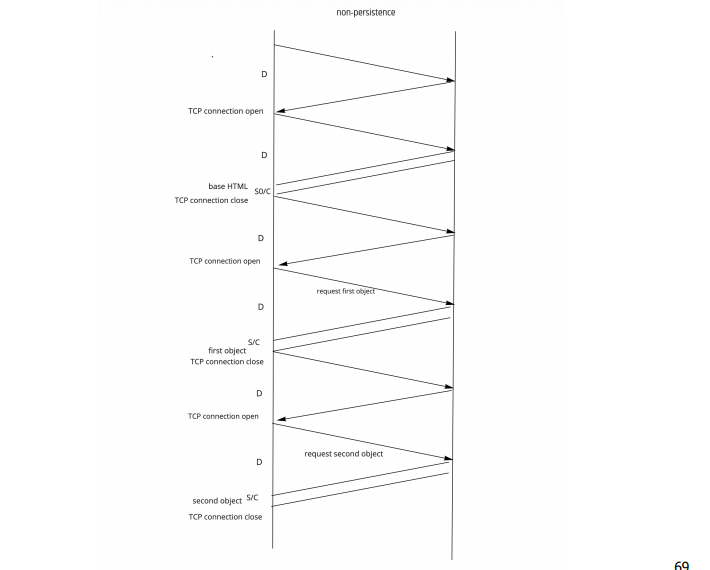 non-persistence
D
TCP connection open
D
base HTML
S0/C
TCP connection close
D
TCP connection open
request first object
D
S/C
first object
TCP connection close
D
TCP connection open
request second object
D
second object S/C
TCP connection close
69